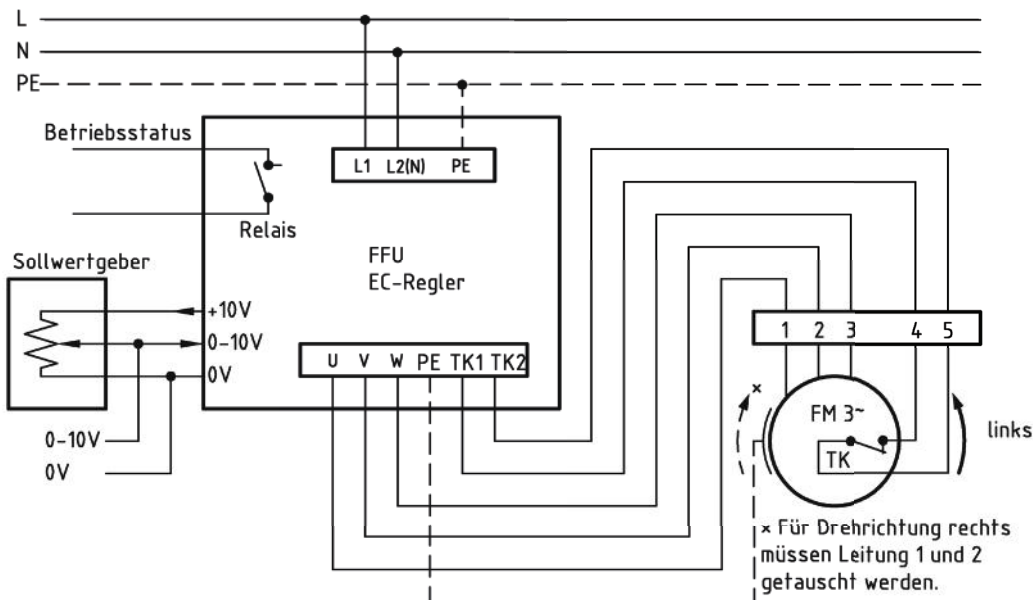 L
N
PE
Betriebsstatus
L1 L2(N) PE
Relais
FFU
EC-Regler
Sollwertgeber
+10V
0-10V
0V
U V W PE TK1 TK2
1 2 3 4 5
0-10V
0V
×
FM 3~
TK
links
× Für Drehrichtung rechts
müssen Leitung 1 und 2
getauscht werden.